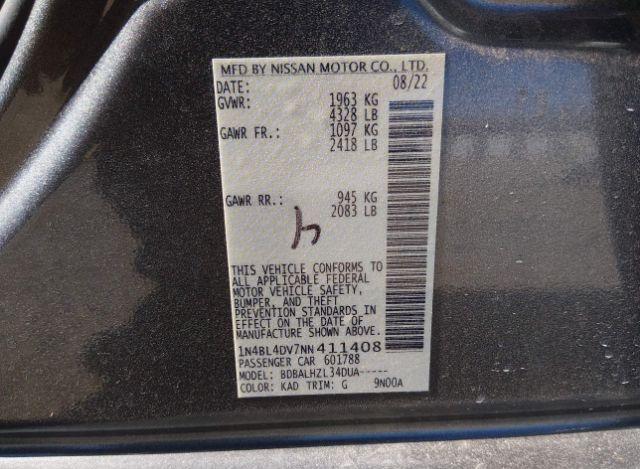 MFD BY NISSAN MOTOR CO., LTD.
DATE: 08/22
GVWR: 1963 KG
4328 LB
GAWR FR.: 1097 KG
2418 LB
GAWR RR.: 945 KG
2083 LB
THIS VEHICLE CONFORMS TO
ALL APPLICABLE FEDERAL
MOTOR VEHICLE SAFETY,
BUMPER, AND THEFT
PREVENTION STANDARDS IN
EFFECT ON THE DATE OF
MANUFACTURE SHOWN ABOVE.
1N4BL4DV7NN411408
PASSENGER CAR 601788
MODEL: BDBALHZL34DUA-----
COLOR: KAD TRIM: G 9N00A